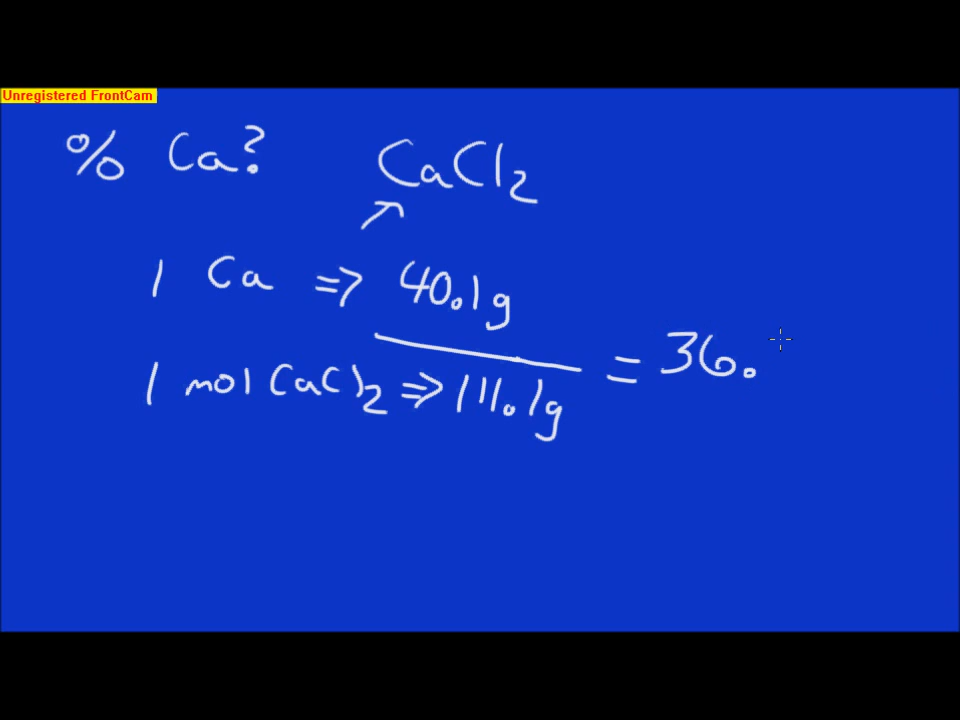 Unregistered FrontCam
% Ca? CaCl2
1 Ca ⇒ 40.1g
= 36.
1 mol CaCl2 ⇒ 111.1g